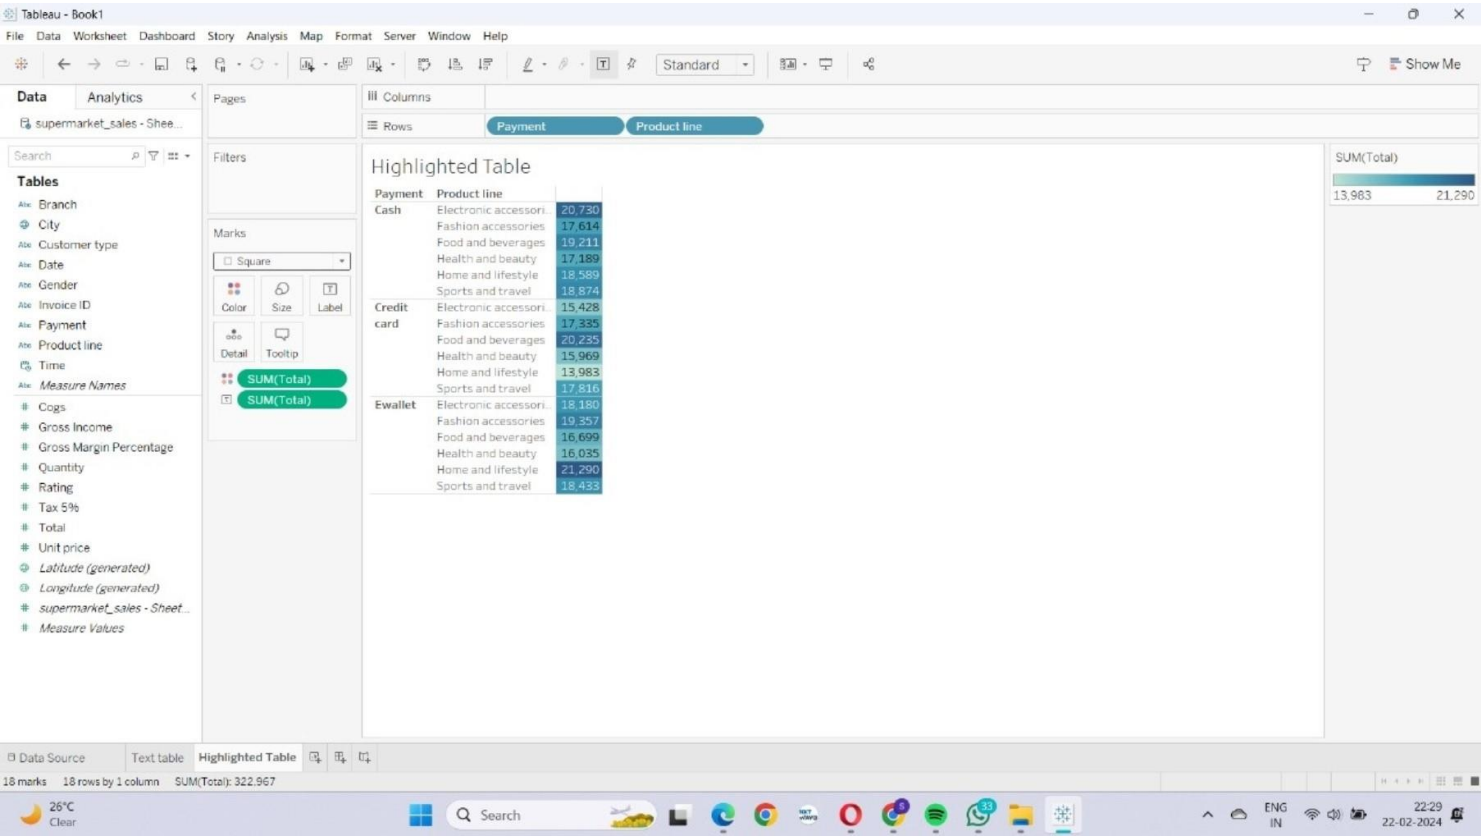 Tableau - Book1
File Data Worksheet Dashboard Story Analysis Map Format Server Window Help
Standard
Show Me
Data Analytics
Pages
Columns
supermarket_sales - Shee...
Rows Payment Product line
Search
Filters
Highlighted Table
SUM(Total)
13,983 21,290
Tables
Abc Branch
City
Abc Customer type
Abc Date
Abc Gender
Abc Invoice ID
Abc Payment
Abc Product line
Time
Abc Measure Names
# Cogs
# Gross Income
# Gross Margin Percentage
# Quantity
# Rating
# Tax 5%
# Total
# Unit price
Latitude (generated)
Longitude (generated)
# supermarket_sales - Sheet...
# Measure Values
Marks
Square
Color Size Label
Detail Tooltip
SUM(Total)
SUM(Total)
Payment Product line
Cash Electronic accessori.. 20,730
Fashion accessories 17,614
Food and beverages 19,211
Health and beauty 17,189
Home and lifestyle 18,589
Sports and travel 18,874
Credit Electronic accessori.. 15,428
card Fashion accessories 17,335
Food and beverages 20,235
Health and beauty 15,969
Home and lifestyle 13,983
Sports and travel 17,816
Ewallet Electronic accessori.. 18,180
Fashion accessories 19,357
Food and beverages 16,699
Health and beauty 16,035
Home and lifestyle 21,290
Sports and travel 18,433
Data Source Text table Highlighted Table
18 marks 18 rows by 1 column SUM(Total): 322,967
26°C
Clear
Search
5
33
ENG
IN
22:29
22-02-2024